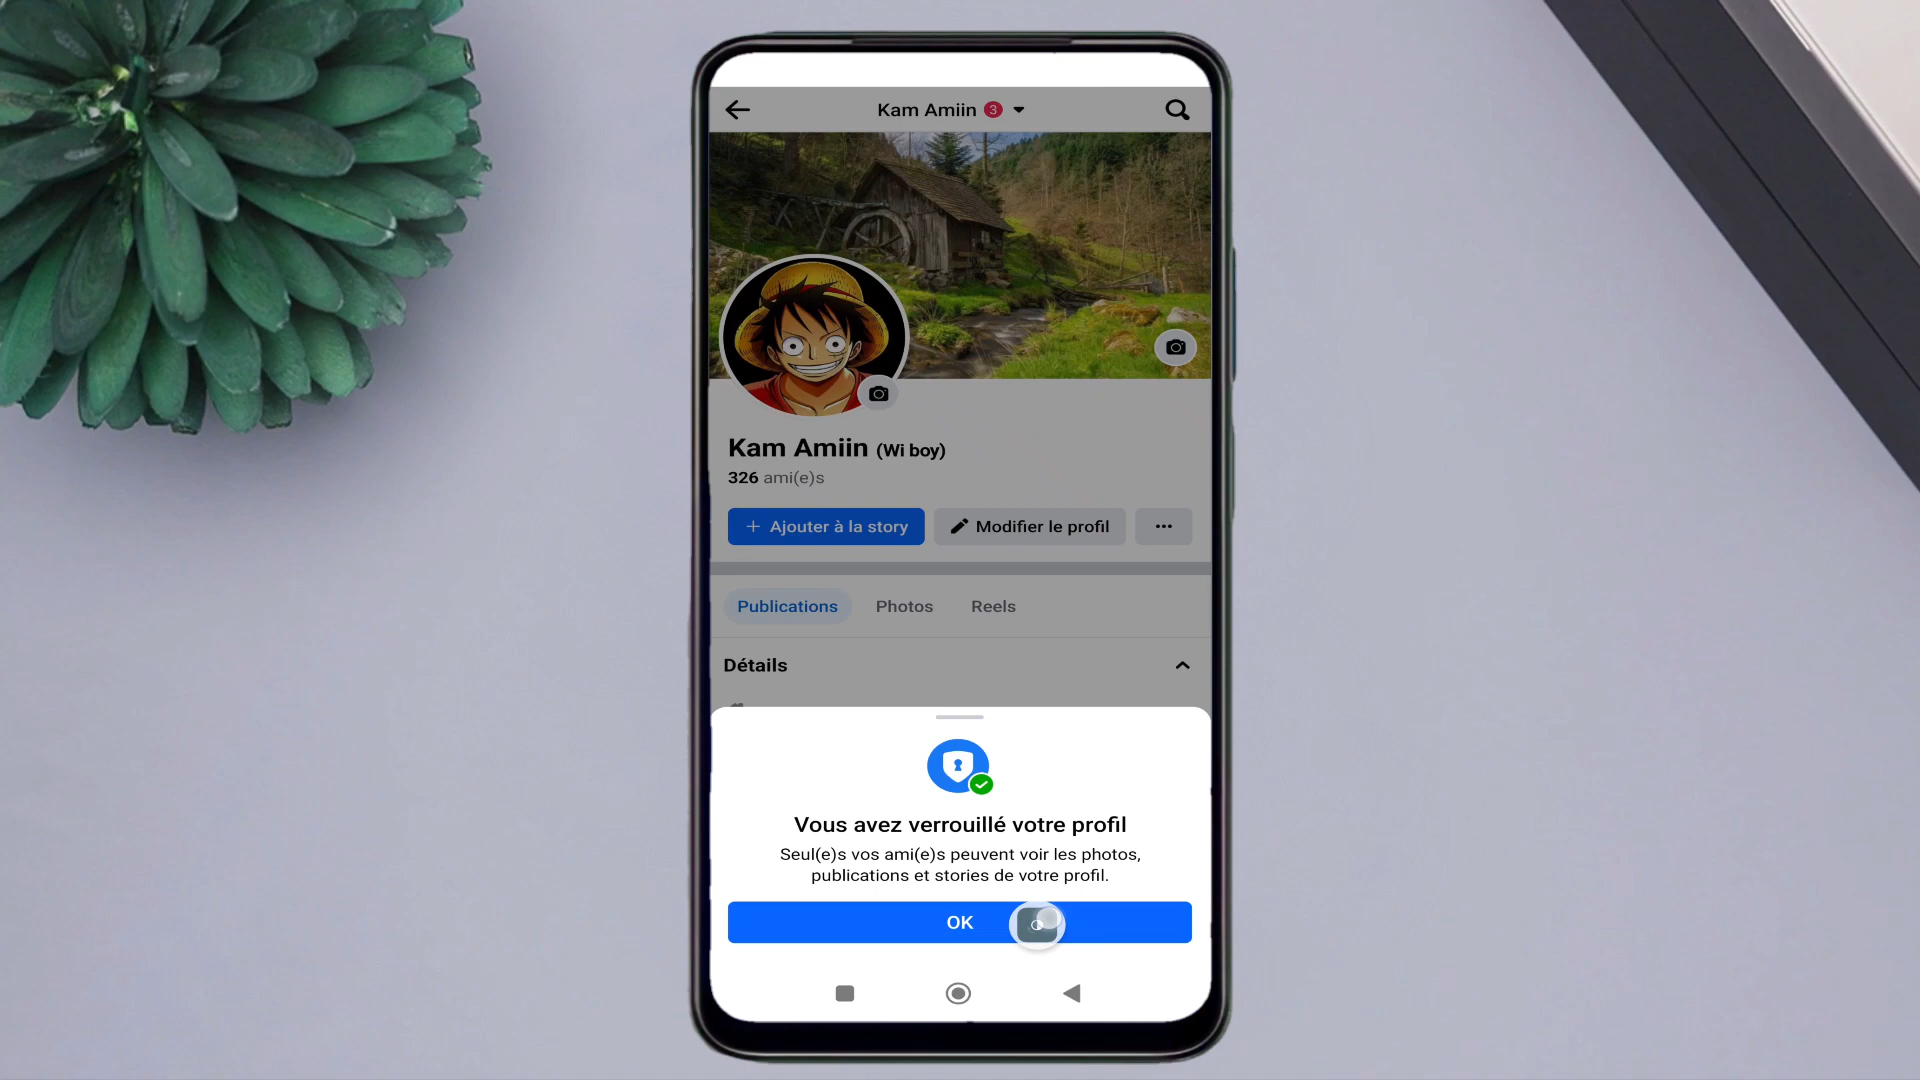 Kam Amiin 3
Kam Amiin (Wi boy)
326 ami(e)s
Ajouter à la story
Modifier le profil
Publications
Photos
Reels
Détails
Vous avez verrouillé votre profil
Seul(e)s vos ami(e)s peuvent voir les photos,
publications et stories de votre profil.
OK